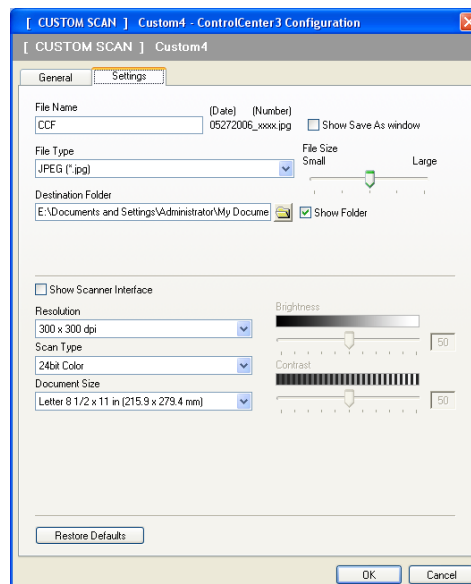 [ CUSTOM SCAN ] Custom4 - ControlCenter3 Configuration
[ CUSTOM SCAN ] Custom4
General Settings
File Name (Date) (Number)
CCF 05272006_xxxx.jpg Show Save As window
File Type File Size
Small Large
JPEG (*.jpg)
Destination Folder
E:\Documents and Settings\Administrator\My Docume Show Folder
Show Scanner Interface
Resolution Brightness
300 x 300 dpi
50
Scan Type
24bit Color Contrast
Document Size
Letter 8 1/2 x 11 in (215.9 x 279.4 mm) 50
Restore Defaults
OK Cancel